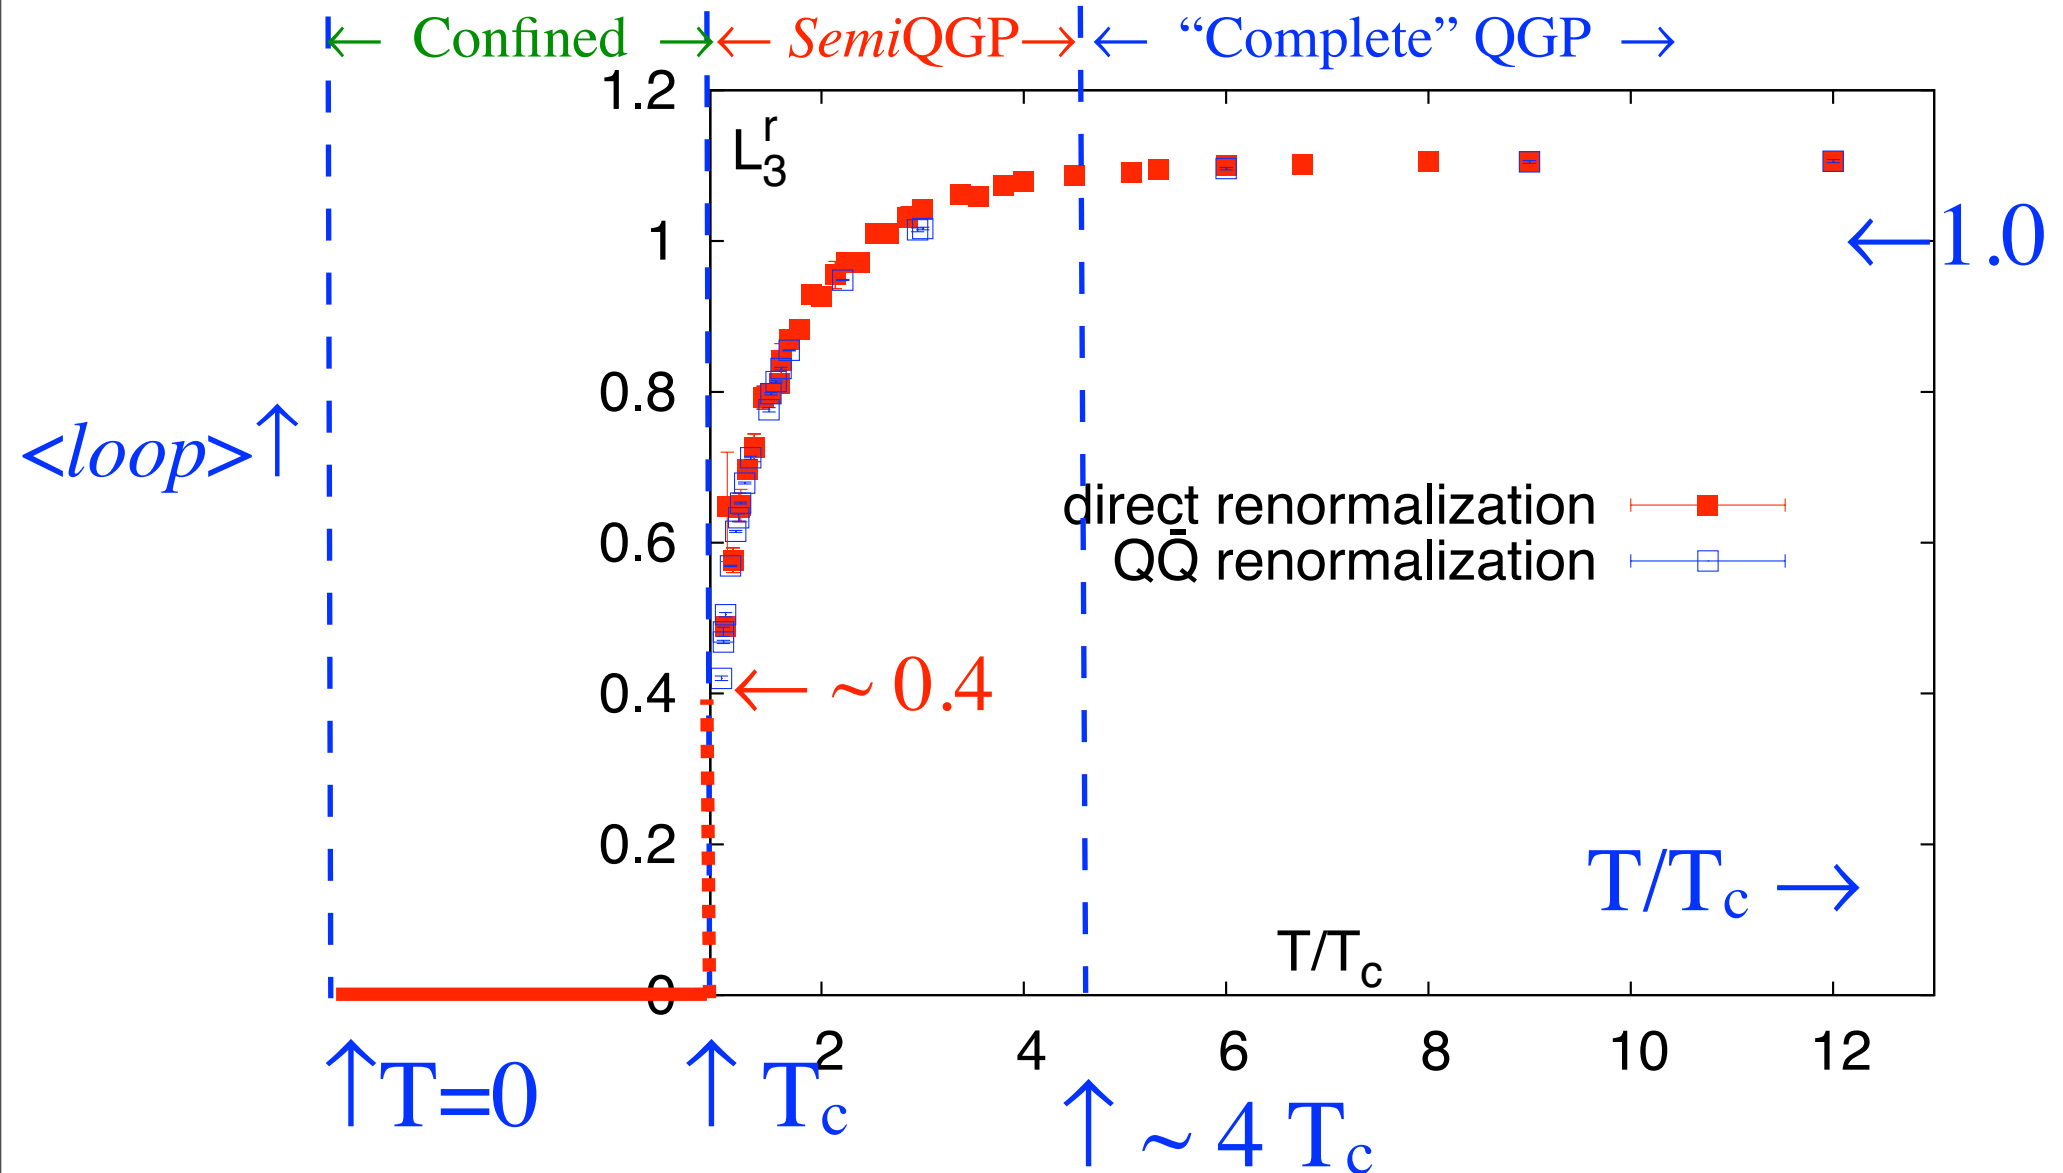 ← Confined → ← SemiQGP → ← “Complete” QGP →
1.2
L₃ʳ
1
← 1.0
0.8
<loop> ↑
direct renormalization
0.6
QQ̄ renormalization
0.4
← ~ 0.4
0.2
T/Tc →
T/Tc
0
2 4 6 8 10 12
↑ T=0 ↑ Tc ↑ ~ 4 Tc